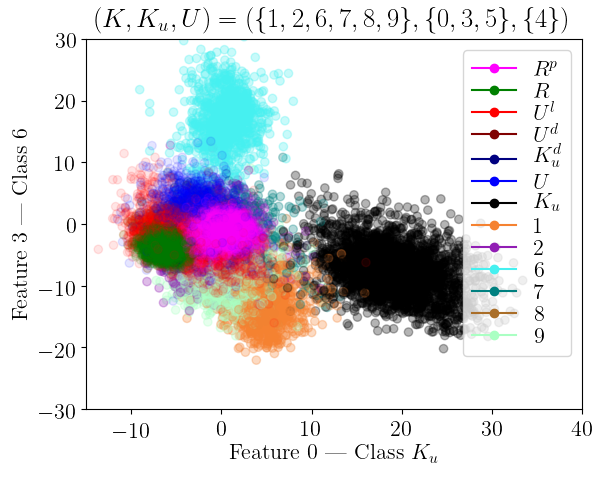 (K, K_u, U) = ({1, 2, 6, 7, 8, 9}, {0, 3, 5}, {4})
30
20
10
0
−10
−20
−30
Feature 3 — Class 6
R^p
R
U^l
U^d
K_u^d
U
K_u
1
2
6
7
8
9
−10
0
10
20
30
40
Feature 0 — Class K_u